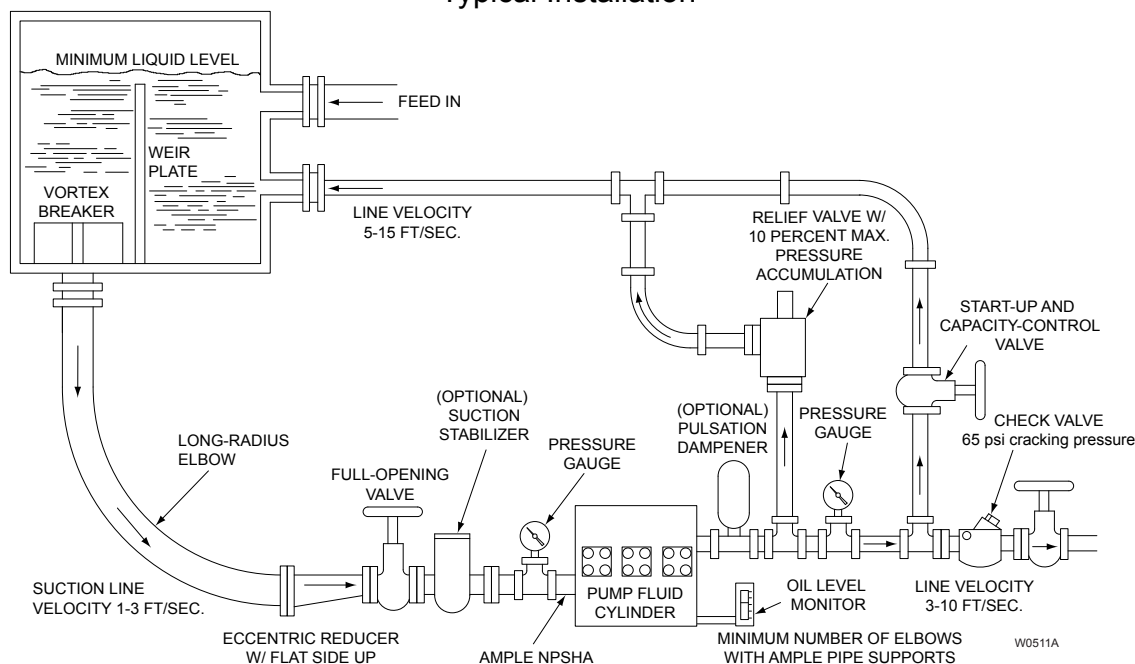 Typical Installation
MINIMUM LIQUID LEVEL
FEED IN
WEIR
PLATE
VORTEX
BREAKER
LINE VELOCITY
5-15 FT/SEC.
RELIEF VALVE W/
10 PERCENT MAX.
PRESSURE
ACCUMULATION
START-UP AND
CAPACITY-CONTROL
VALVE
(OPTIONAL)
SUCTION
STABILIZER
(OPTIONAL)
PULSATION
DAMPENER
PRESSURE
GAUGE
CHECK VALVE
65 psi cracking pressure
LONG-RADIUS
ELBOW
PRESSURE
GAUGE
FULL-OPENING
VALVE
SUCTION LINE
VELOCITY 1-3 FT/SEC.
PUMP FLUID
CYLINDER
OIL LEVEL
MONITOR
LINE VELOCITY
3-10 FT/SEC.
ECCENTRIC REDUCER
W/ FLAT SIDE UP
AMPLE NPSHA
MINIMUM NUMBER OF ELBOWS
WITH AMPLE PIPE SUPPORTS
W0511A